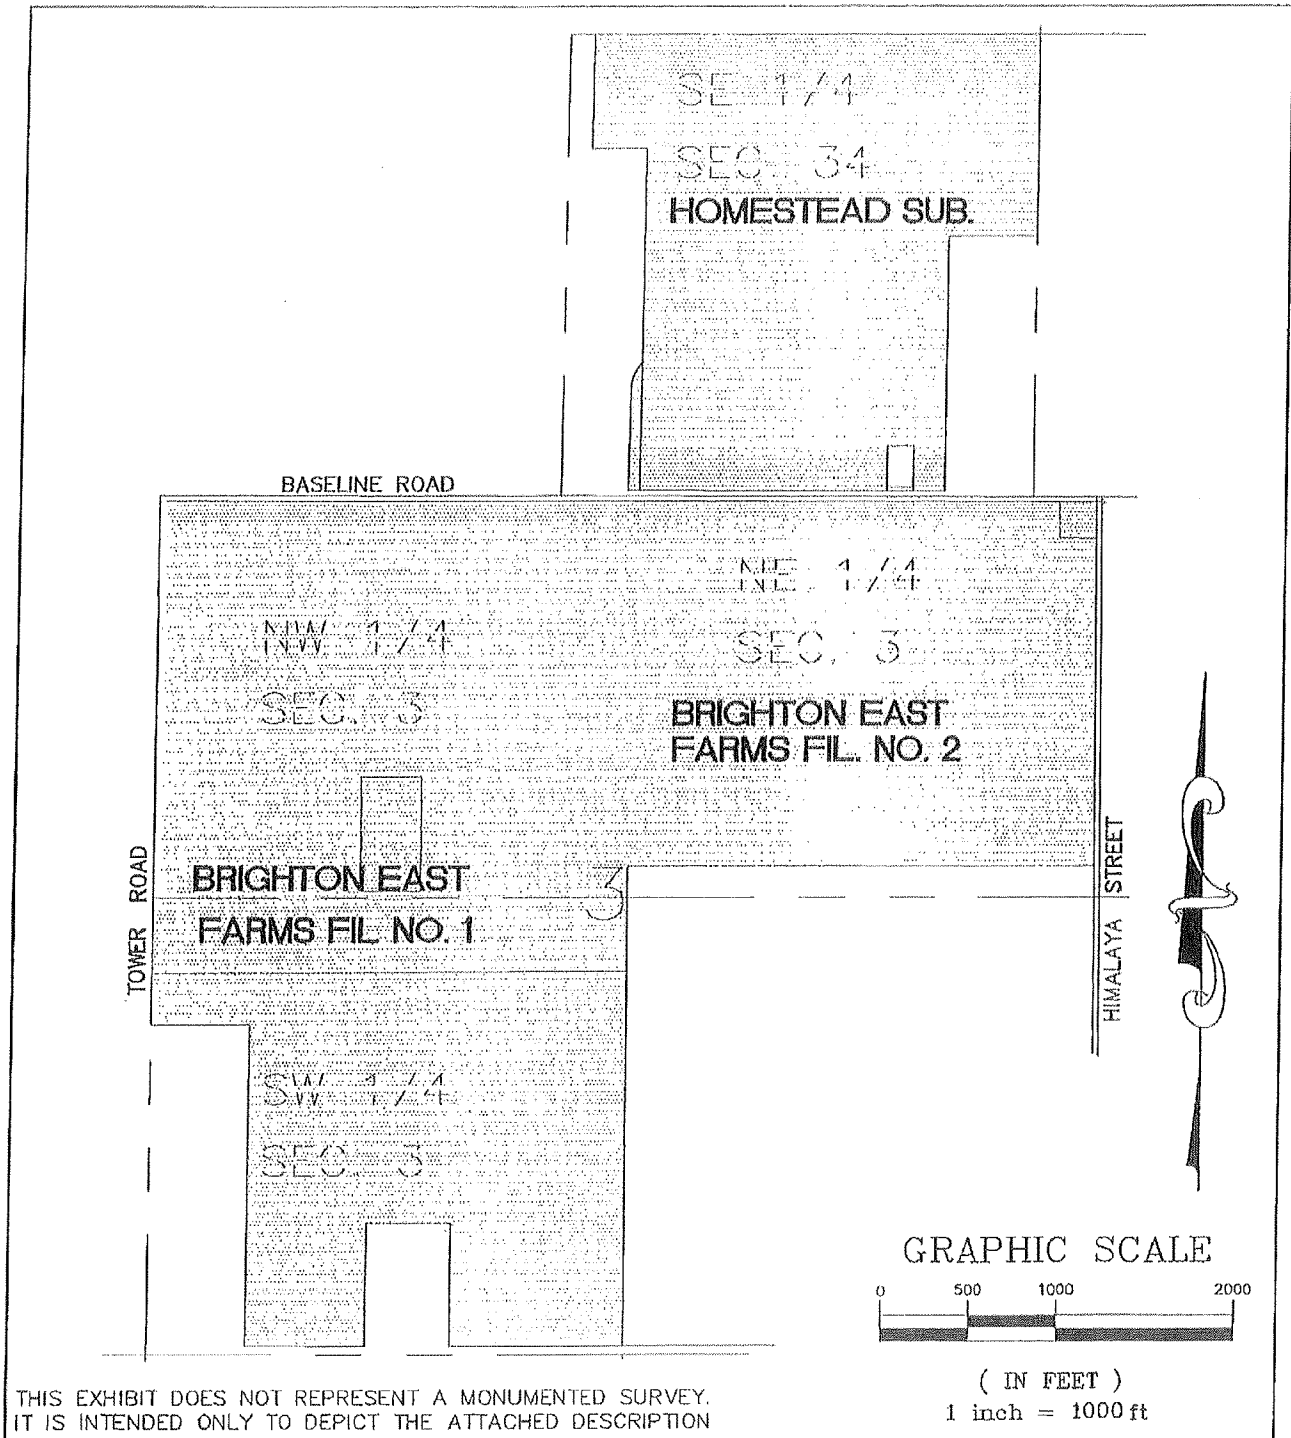 SE 1/4
SEC. 34
HOMESTEAD SUB.
BASELINE ROAD
NE 1/4
SEC. 3
NW 1/4
SEC. 3
BRIGHTON EAST
FARMS FIL. NO. 2
TOWER ROAD
HIMALAYA STREET
BRIGHTON EAST
FARMS FIL. NO. 1
3
SW 1/4
SEC. 3
GRAPHIC SCALE
0 500 1000 2000
( IN FEET )
1 inch = 1000 ft
THIS EXHIBIT DOES NOT REPRESENT A MONUMENTED SURVEY.
IT IS INTENDED ONLY TO DEPICT THE ATTACHED DESCRIPTION